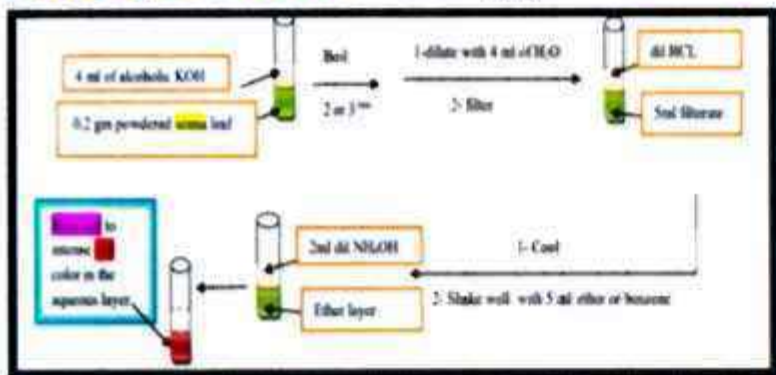 4 ml of alcoholic KOH
0.2 gm powdered senna leaf
Boil
2 or 3
1-dilute with 4 ml of H2O
2- filter
dil HCL
5ml filterate
to
intense
color in the
aqueous layer
2ml dil NH4OH
Ether layer
1- Cool
2- Shake well with 5 ml ether or benzene